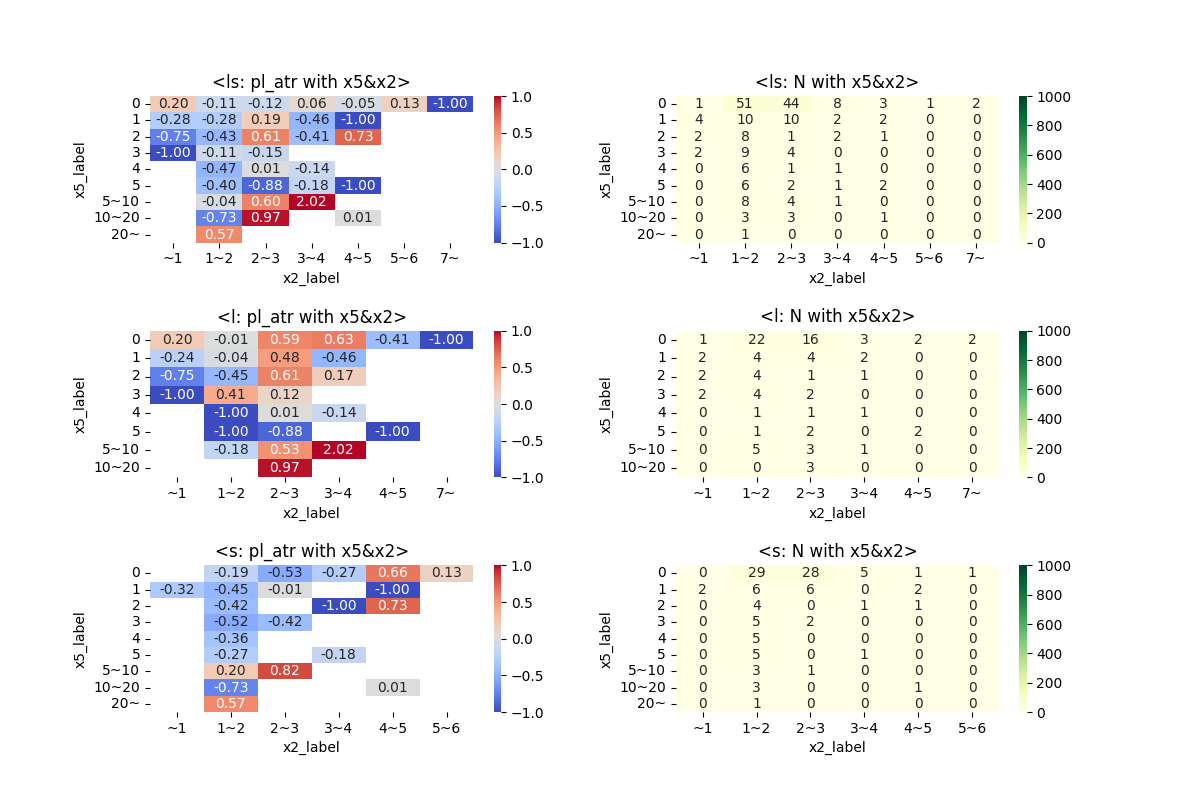 <ls: pl_atr with x5&x2>
0 0.20 -0.11 -0.12 0.06 -0.05 0.13 -1.00
1 -0.28 -0.28 0.19 -0.46 -1.00
2 -0.75 -0.43 0.61 -0.41 0.73
3 -1.00 -0.11 -0.15
4 -0.47 0.01 -0.14
5 -0.40 -0.88 -0.18 -1.00
5~10 -0.04 0.60 2.02
10~20 -0.73 0.97 0.01
20~ 0.57
~1 1~2 2~3 3~4 4~5 5~6 7~
x2_label
x5_label
1.0
0.5
0.0
−0.5
−1.0
<ls: N with x5&x2>
0 1 51 44 8 3 1 2
1 4 10 10 2 2 0 0
2 2 8 1 2 1 0 0
3 2 9 4 0 0 0 0
4 0 6 1 1 0 0 0
5 0 6 2 1 2 0 0
5~10 0 8 4 1 0 0 0
10~20 0 3 3 0 1 0 0
20~ 0 1 0 0 0 0 0
~1 1~2 2~3 3~4 4~5 5~6 7~
x2_label
x5_label
1000
800
600
400
200
0
<l: pl_atr with x5&x2>
0 0.20 -0.01 0.59 0.63 -0.41 -1.00
1 -0.24 -0.04 0.48 -0.46
2 -0.75 -0.45 0.61 0.17
3 -1.00 0.41 0.12
4 -1.00 0.01 -0.14
5 -1.00 -0.88 -1.00
5~10 -0.18 0.53 2.02
10~20 0.97
~1 1~2 2~3 3~4 4~5 7~
x2_label
x5_label
1.0
0.5
0.0
−0.5
−1.0
<l: N with x5&x2>
0 1 22 16 3 2 2
1 2 4 4 2 0 0
2 2 4 1 1 0 0
3 2 4 2 0 0 0
4 0 1 1 1 0 0
5 0 1 2 0 2 0
5~10 0 5 3 1 0 0
10~20 0 0 3 0 0 0
~1 1~2 2~3 3~4 4~5 7~
x2_label
x5_label
1000
800
600
400
200
0
<s: pl_atr with x5&x2>
0 -0.19 -0.53 -0.27 0.66 0.13
1 -0.32 -0.45 -0.01 -1.00
2 -0.42 -1.00 0.73
3 -0.52 -0.42
4 -0.36
5 -0.27 -0.18
5~10 0.20 0.82
10~20 -0.73 0.01
20~ 0.57
~1 1~2 2~3 3~4 4~5 5~6
x2_label
x5_label
1.0
0.5
0.0
−0.5
−1.0
<s: N with x5&x2>
0 0 29 28 5 1 1
1 2 6 6 0 2 0
2 0 4 0 1 1 0
3 0 5 2 0 0 0
4 0 5 0 0 0 0
5 0 5 0 1 0 0
5~10 0 3 1 0 0 0
10~20 0 3 0 0 1 0
20~ 0 1 0 0 0 0
~1 1~2 2~3 3~4 4~5 5~6
x2_label
x5_label
1000
800
600
400
200
0